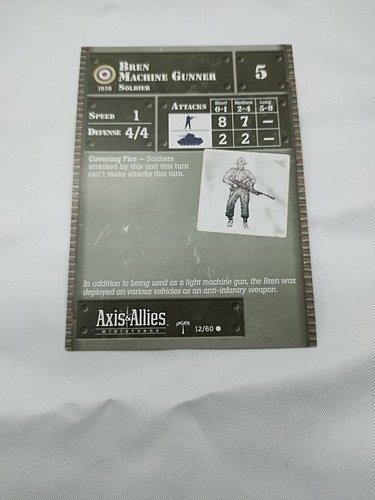 BREN
MACHINE GUNNER
SOLDIER
1939
5
SPEED 1
DEFENSE 4/4
ATTACKS
Short 0-1
Medium 2-4
Long 5-8
8 7 —
2 2 —
Covering Fire — Soldiers
attacked by this unit this turn
can't make attacks this turn.
In addition to being used as a light machine gun, the Bren was
deployed on various vehicles as an anti-infantry weapon.
Axis&Allies
MINIATURES
12/60 ●